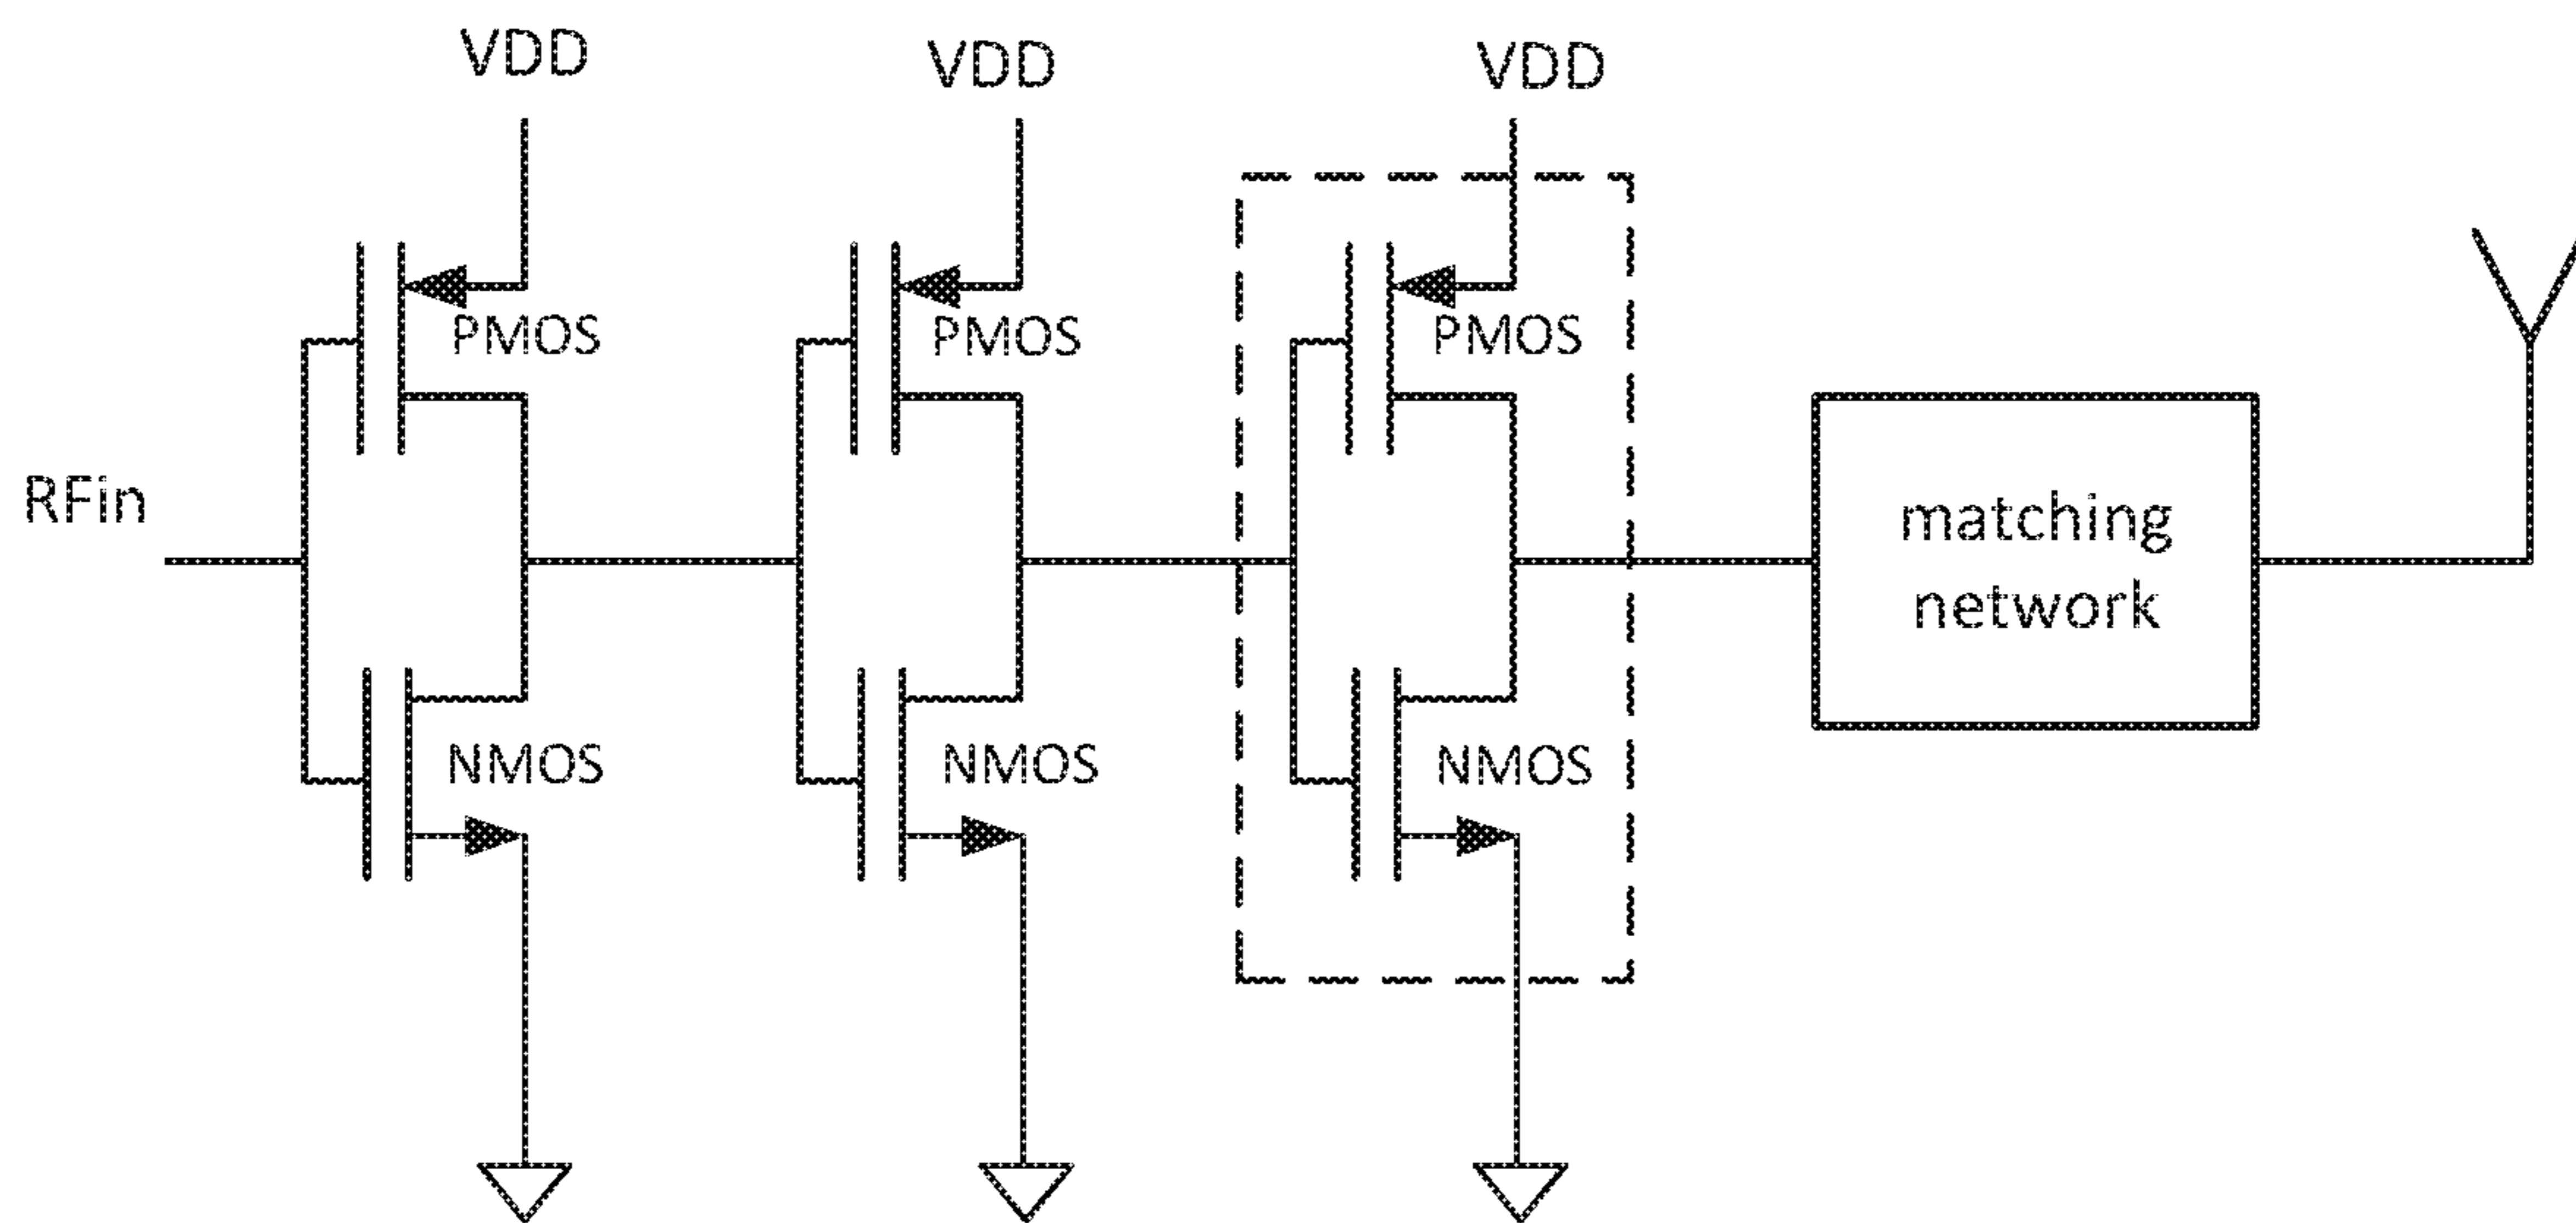 VDD
VDD
VDD
PMOS
PMOS
PMOS
RFin
matching
network
NMOS
NMOS
NMOS